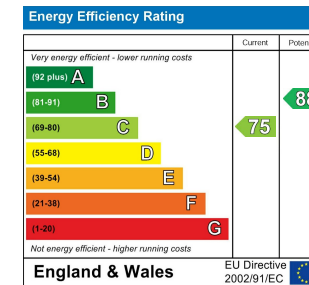 Energy Efficiency Rating
Current
Very energy efficient - lower running costs
(92 plus) A
(81-91) B
(69-80) C 75
(55-68) D
(39-54) E
(21-38) F
(1-20) G
Not energy efficient - higher running costs
England & Wales
EU Directive
2002/91/EC